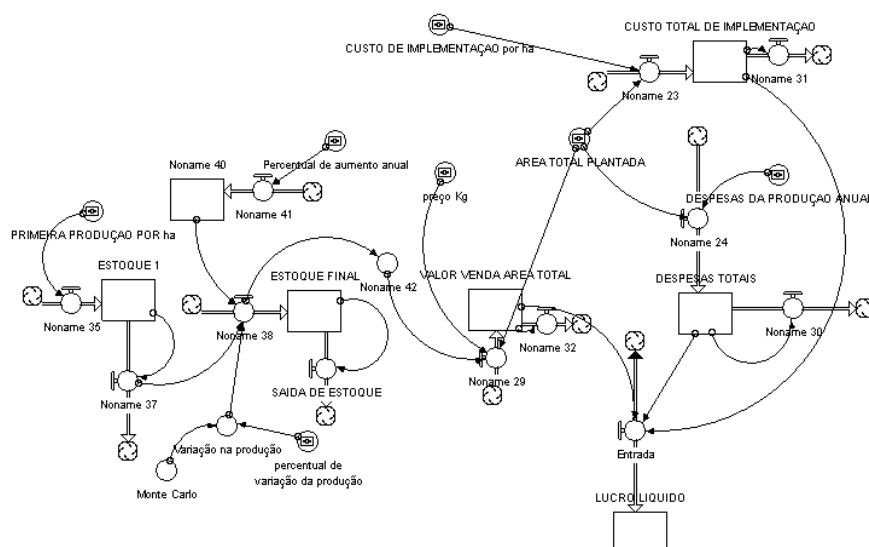 CUSTO TOTAL DE IMPLEMENTAÇAO
CUSTO DE IMPLEMENTAÇAO por ha
Noname 23
Noname 31
Noname 40
Percentual de aumento anual
AREA TOTAL PLANTADA
preço Kg
DESPESAS DA PRODUÇAO ANUAL
Noname 41
PRIMEIRA PRODUÇAO POR ha
Noname 24
ESTOQUE 1
ESTOQUE FINAL
Noname 42
VALOR VENDA AREA TOTAL
DESPESAS TOTAIS
Noname 35
Noname 38
Noname 32
Noname 30
Noname 29
SAIDA DE ESTOQUE
Noname 37
Variação na produção
Entrada
percentual de
variação da produção
Monte Carlo
LUCRO LIQUIDO